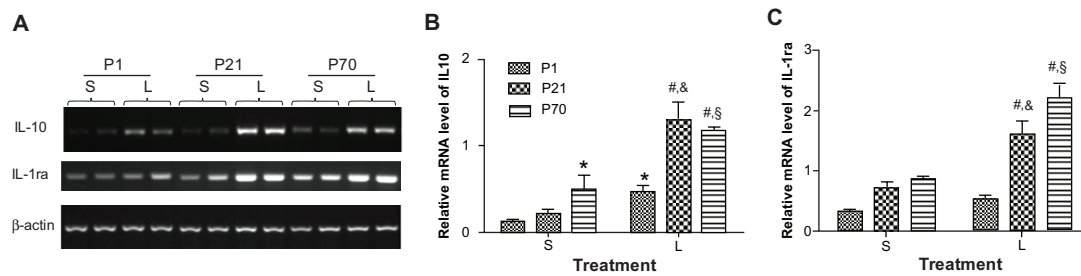 A
P1 P21 P70
S L S L S L
IL-10
IL-1ra
β-actin
B
Relative mRNA level of IL10
2
1
0
P1
P21
P70
*
*
#,&
#,§
S L
Treatment
C
Relative mRNA level of IL-1ra
3
2
1
0
#,&
#,§
S L
Treatment